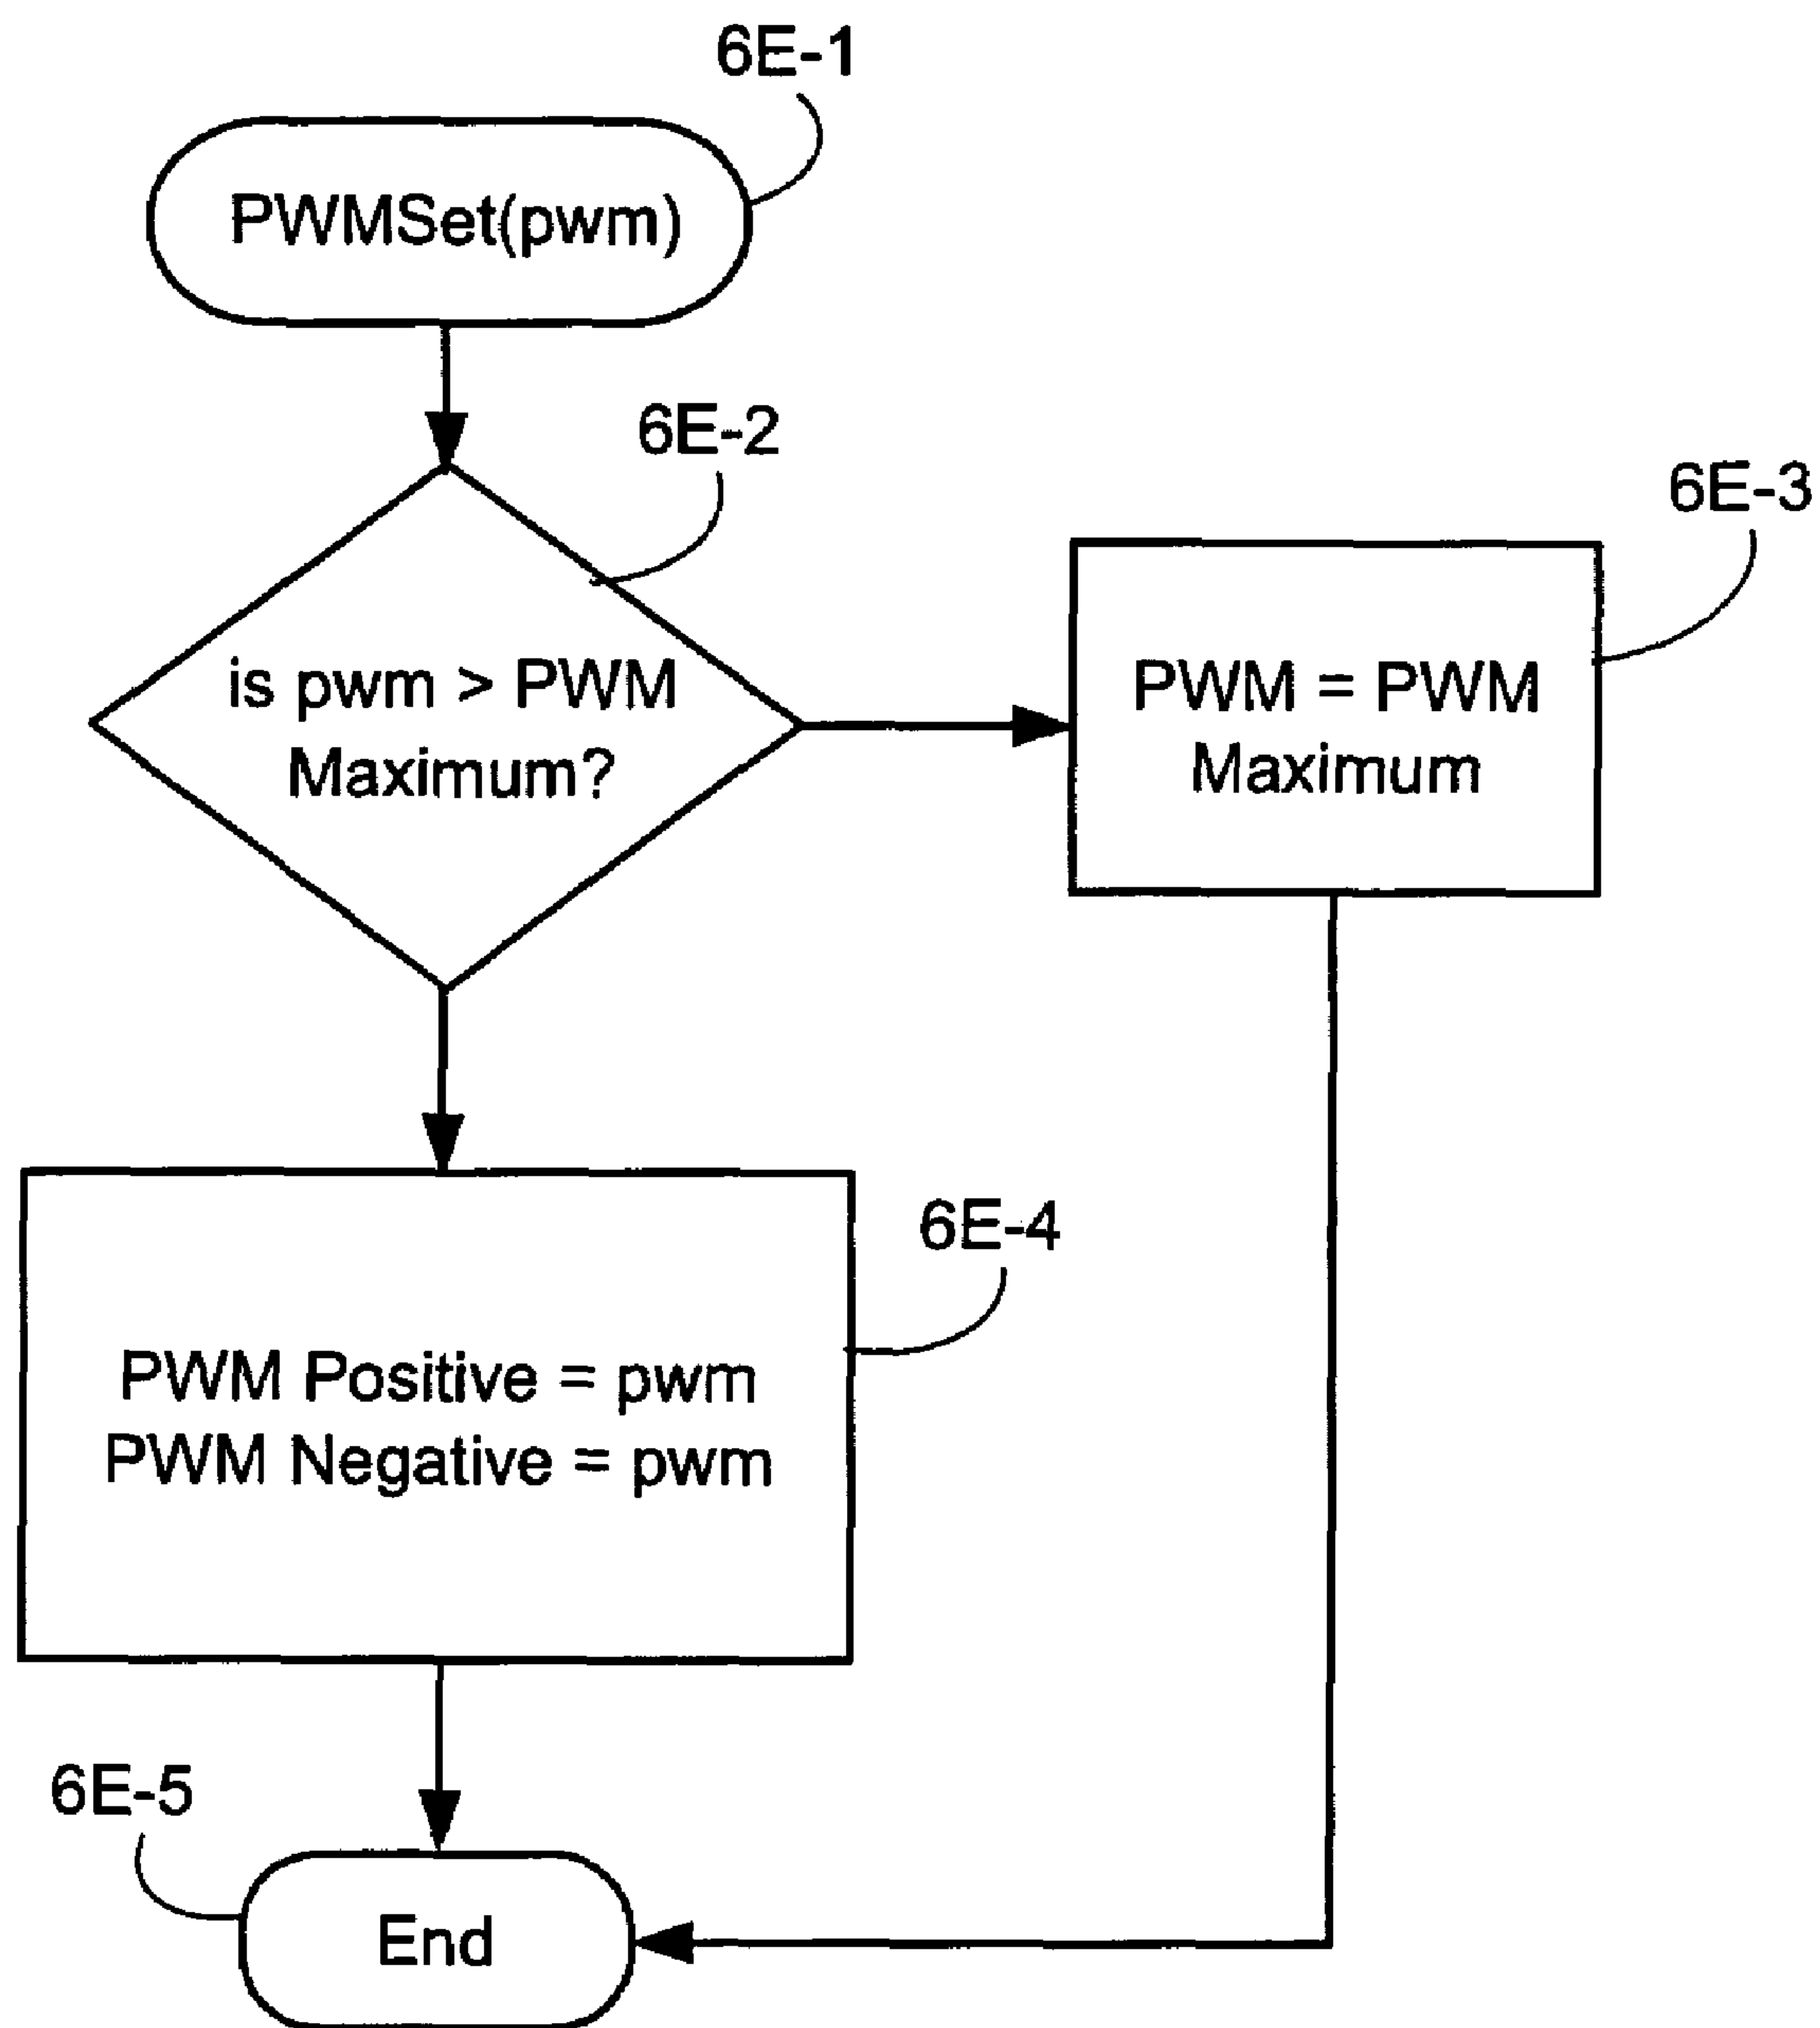 6E-1
PWMSet(pwm)
6E-2
6E-3
is pwm > PWM
Maximum?
PWM = PWM
Maximum
6E-4
PWM Positive = pwm
PWM Negative = pwm
6E-5
End